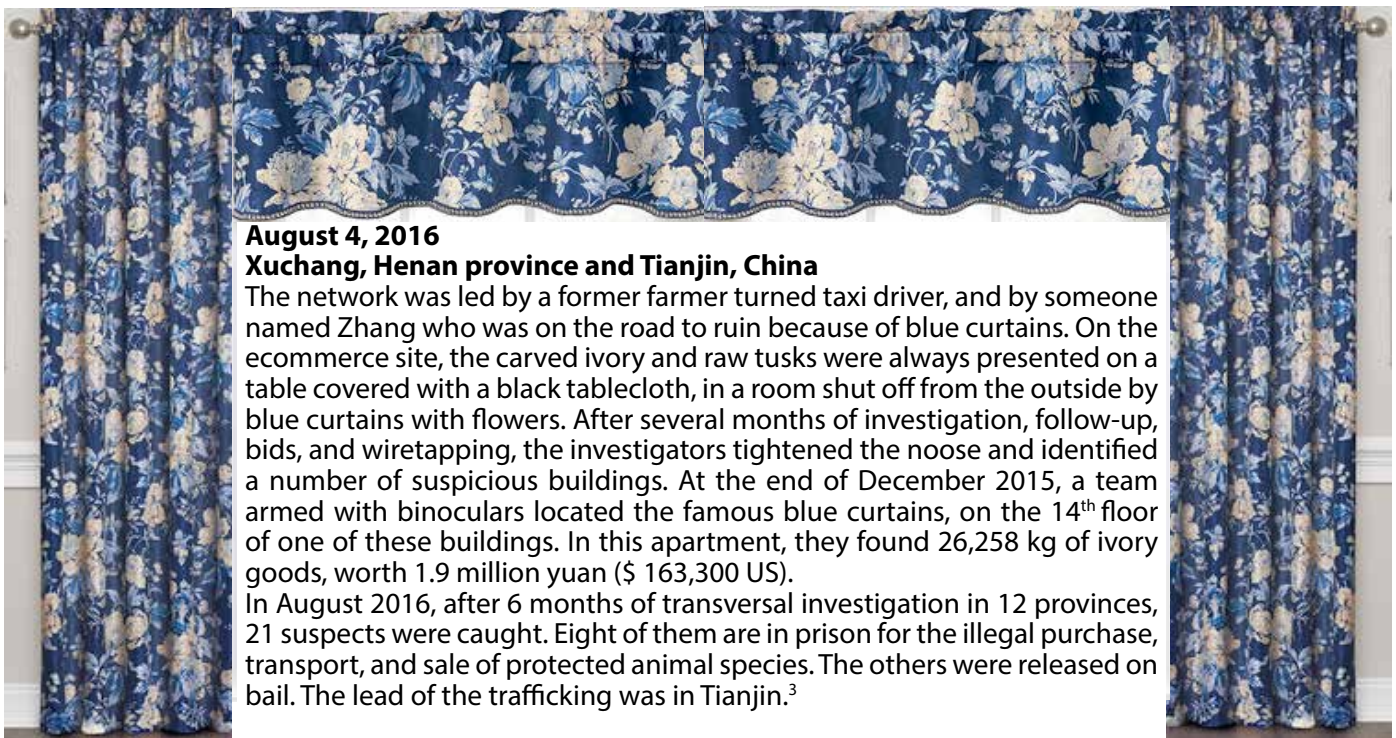 August 4, 2016
Xuchang, Henan province and Tianjin, China
The network was led by a former farmer turned taxi driver, and by someone
named Zhang who was on the road to ruin because of blue curtains. On the
ecommerce site, the carved ivory and raw tusks were always presented on a
table covered with a black tablecloth, in a room shut off from the outside by
blue curtains with flowers. After several months of investigation, follow-up,
bids, and wiretapping, the investigators tightened the noose and identified
a number of suspicious buildings. At the end of December 2015, a team
armed with binoculars located the famous blue curtains, on the 14th floor
of one of these buildings. In this apartment, they found 26,258 kg of ivory
goods, worth 1.9 million yuan ($ 163,300 US).
In August 2016, after 6 months of transversal investigation in 12 provinces,
21 suspects were caught. Eight of them are in prison for the illegal purchase,
transport, and sale of protected animal species. The others were released on
bail. The lead of the trafficking was in Tianjin.3